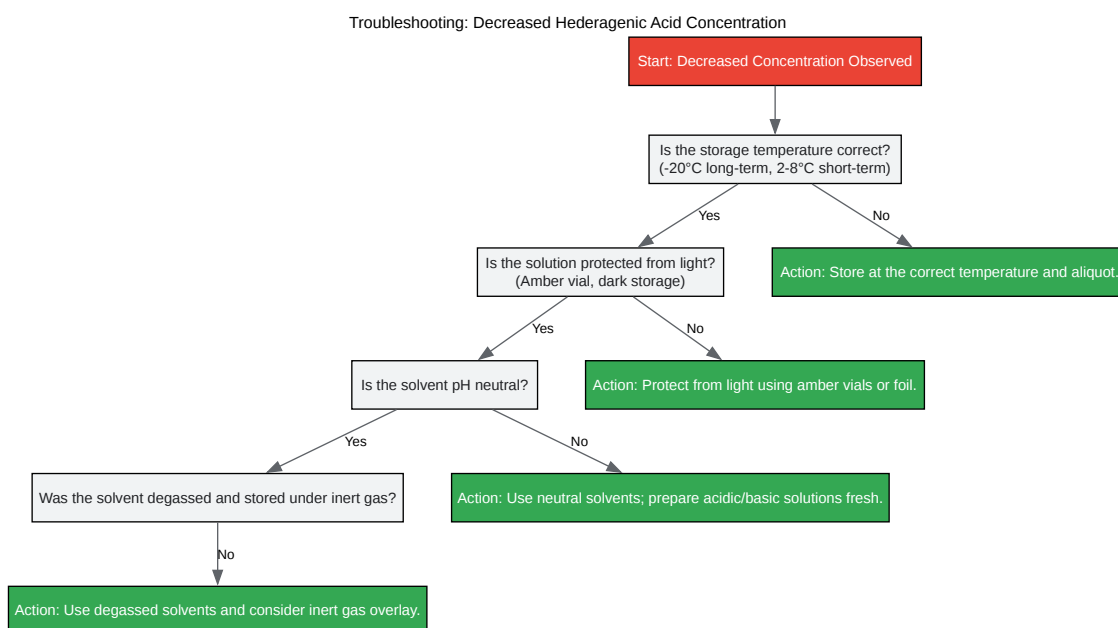 Troubleshooting: Decreased Hederagenic Acid Concentration
Start: Decreased Concentration Observed
Is the storage temperature correct?
(-20°C long-term, 2-8°C short-term)
Yes
No
Is the solution protected from light?
(Amber vial, dark storage)
Action: Store at the correct temperature and aliquot.
Yes
No
Is the solvent pH neutral?
Action: Protect from light using amber vials or foil.
Yes
No
Was the solvent degassed and stored under inert gas?
Action: Use neutral solvents; prepare acidic/basic solutions fresh.
No
Action: Use degassed solvents and consider inert gas overlay.